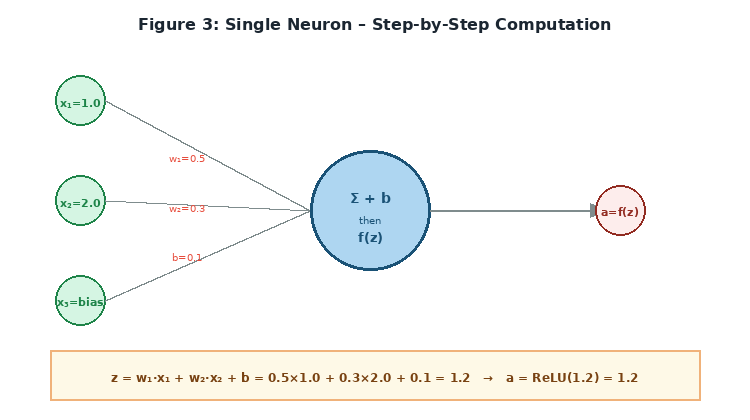 Figure 3: Single Neuron – Step-by-Step Computation
x₁=1.0
w₁=0.5
x₂=2.0
w₂=0.3
Σ + b
then
f(z)
a=f(z)
b=0.1
x₃=bias
z = w₁·x₁ + w₂·x₂ + b = 0.5×1.0 + 0.3×2.0 + 0.1 = 1.2 → a = ReLU(1.2) = 1.2